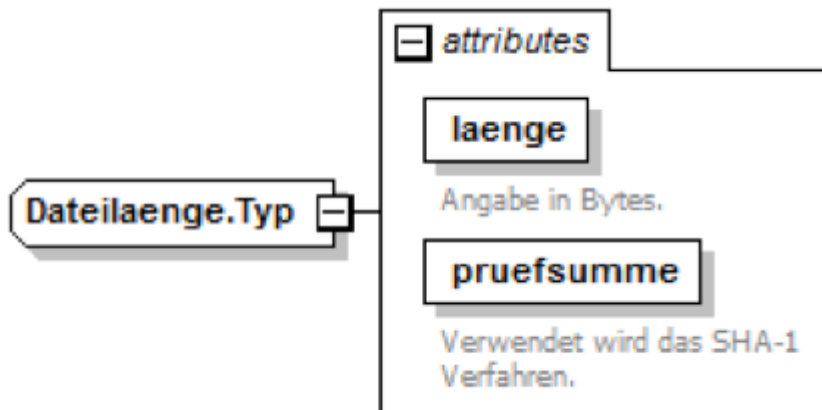 attributes
laenge
Angabe in Bytes.
Dateilaenge.Typ
pruefsumme
Verwendet wird das SHA-1
Verfahren.